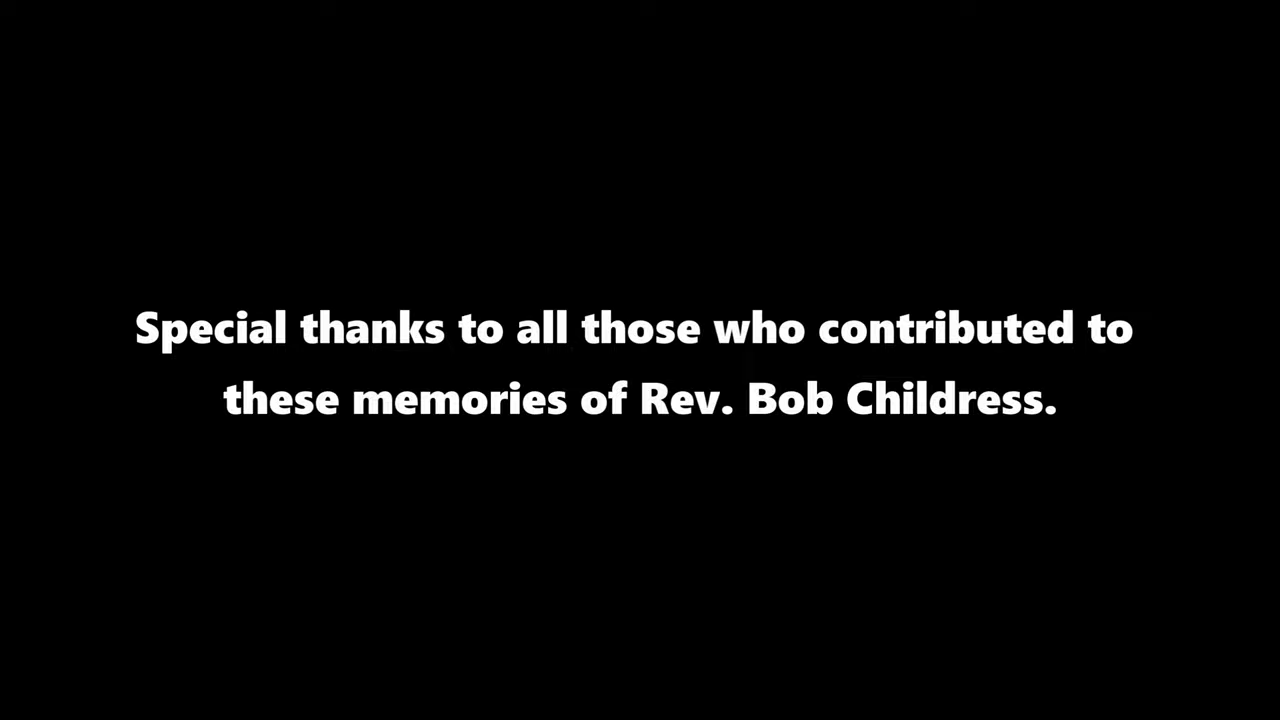 Special thanks to all those who contributed to
these memories of Rev. Bob Childress.